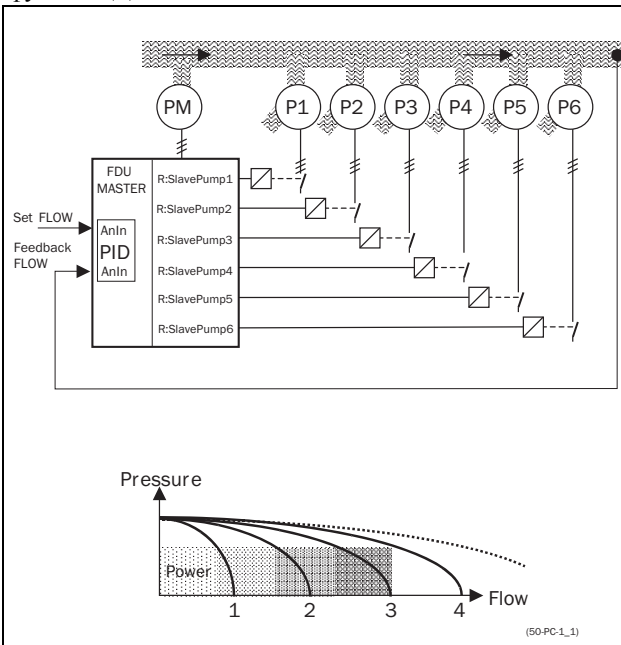 PM P1 P2 P3 P4 P5 P6
FDU
MASTER
R:SlavePump1
R:SlavePump2
Set FLOW
AnIn
R:SlavePump3
Feedback
FLOW
PID
AnIn
R:SlavePump4
R:SlavePump5
R:SlavePump6
Pressure
Power
Flow
1 2 3 4
(50-PC-1_1)